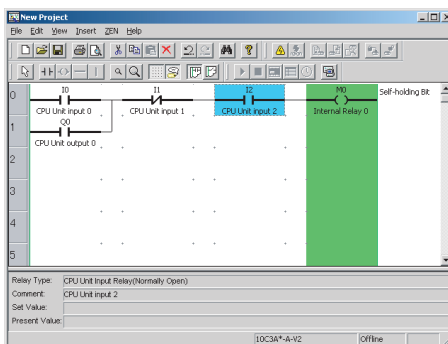 New Project
File Edit View Insert ZEN Help
0
I0 I1 I2 M0 Self-holding Bit
CPU Unit input 0 CPU Unit input 1 CPU Unit input 2 Internal Relay 0
1
Q0
CPU Unit output 0
2
3
4
5
Relay Type: CPU Unit Input Relay(Normally Open)
Comment: CPU Unit input 2
Set Value:
Present Value:
10C3A*-A-V2 Offline